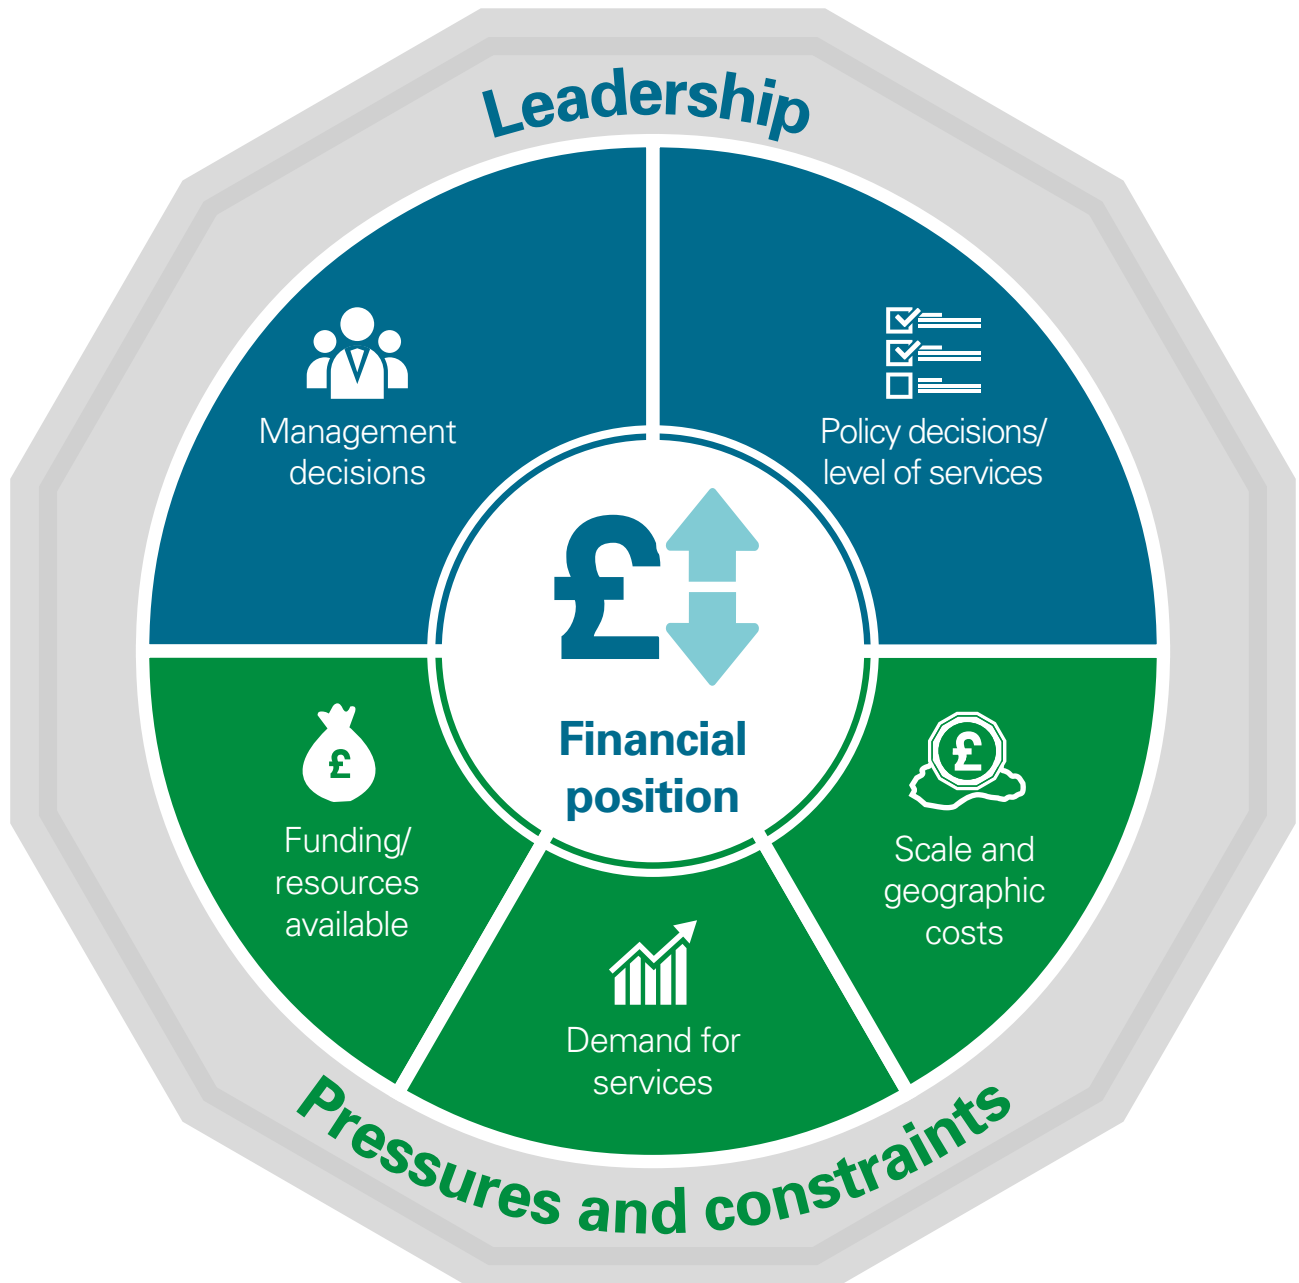 Leadership
Management
decisions
Policy decisions/
level of services
£
Financial
position
£
Funding/
resources
available
Demand for
services
£
Scale and
geographic
costs
Pressures and constraints